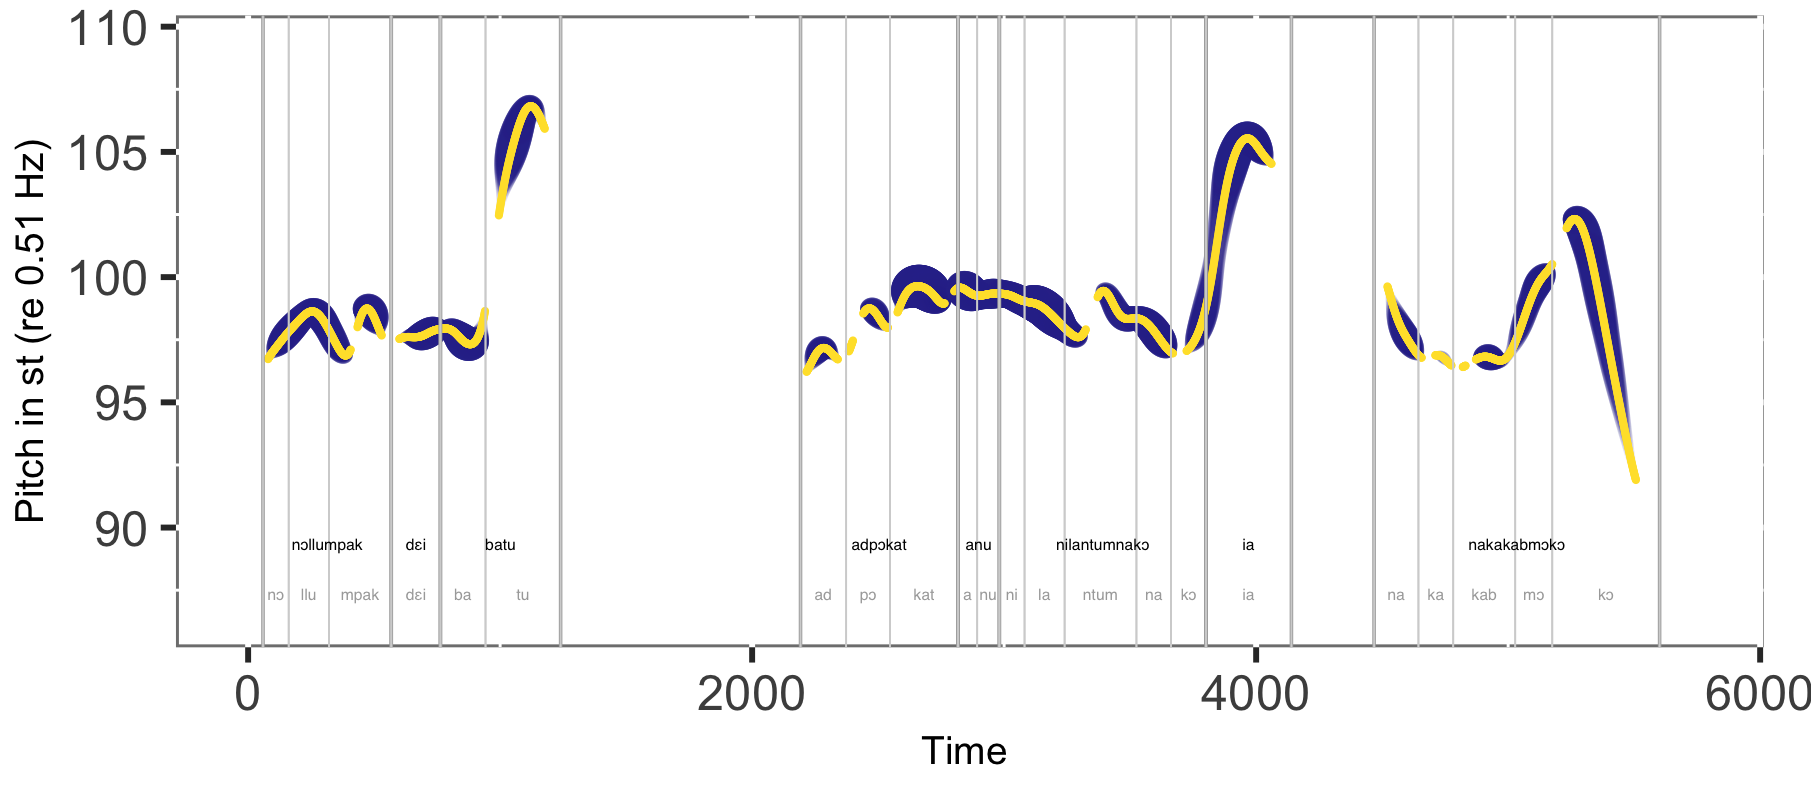 110
105
100
95
90
Pitch in st (re 0.51 Hz)
nɔllumpak dɛi batu adpɔkat anu nilantumnakɔ ia nakakabmɔkɔ
nɔ llu mpak dɛi ba tu ad pɔ kat a nu ni la ntum na kɔ ia na ka kab mɔ kɔ
0 2000 4000 6000
Time